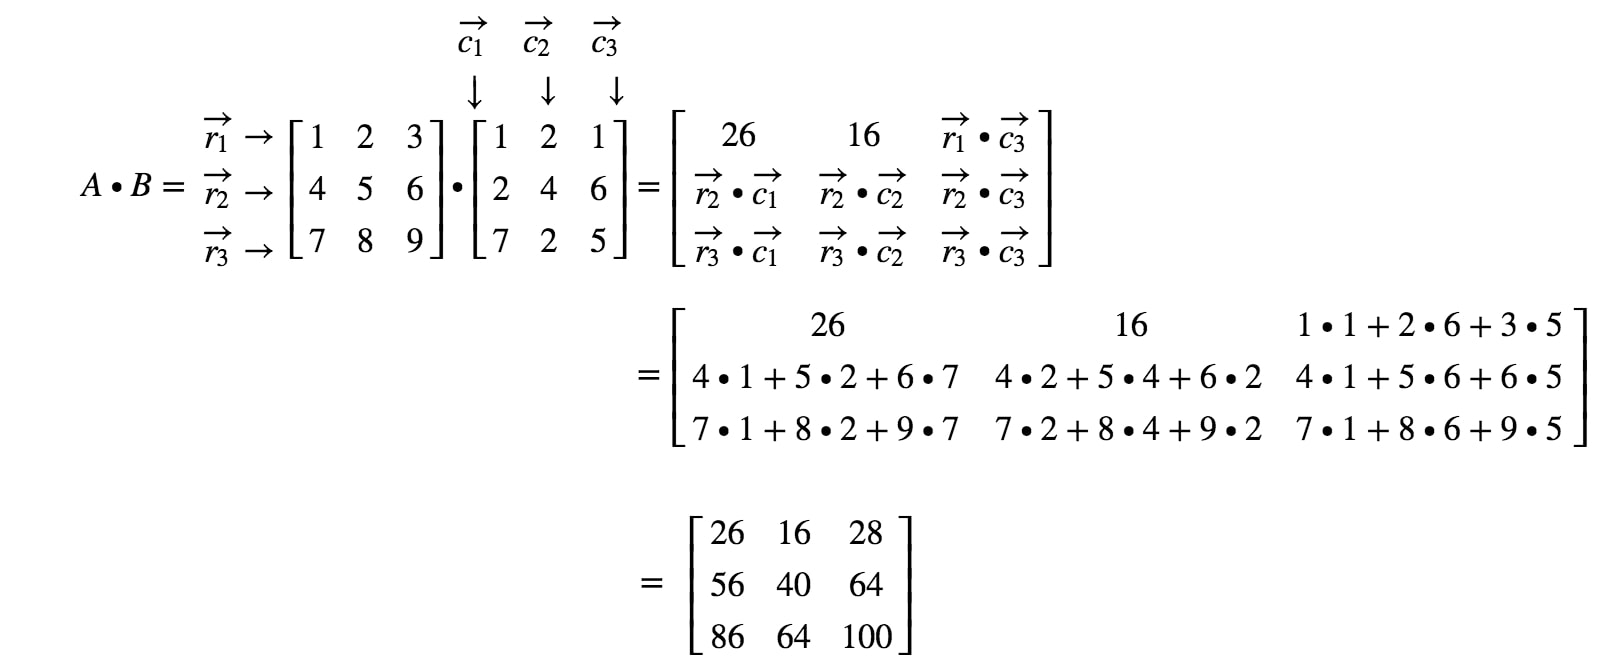 c₁⃗ c₂⃗ c₃⃗
↓ ↓ ↓
r₁⃗ → [1 2 3] [1 2 1] [26 16 r₁⃗ • c₃⃗]
A • B = r₂⃗ → [4 5 6] • [2 4 6] = [r₂⃗ • c₁⃗ r₂⃗ • c₂⃗ r₂⃗ • c₃⃗]
r₃⃗ → [7 8 9] [7 2 5] [r₃⃗ • c₁⃗ r₃⃗ • c₂⃗ r₃⃗ • c₃⃗]
[26 16 1 • 1 + 2 • 6 + 3 • 5]
= [4 • 1 + 5 • 2 + 6 • 7 4 • 2 + 5 • 4 + 6 • 2 4 • 1 + 5 • 6 + 6 • 5]
[7 • 1 + 8 • 2 + 9 • 7 7 • 2 + 8 • 4 + 9 • 2 7 • 1 + 8 • 6 + 9 • 5]
[26 16 28]
= [56 40 64]
[86 64 100]